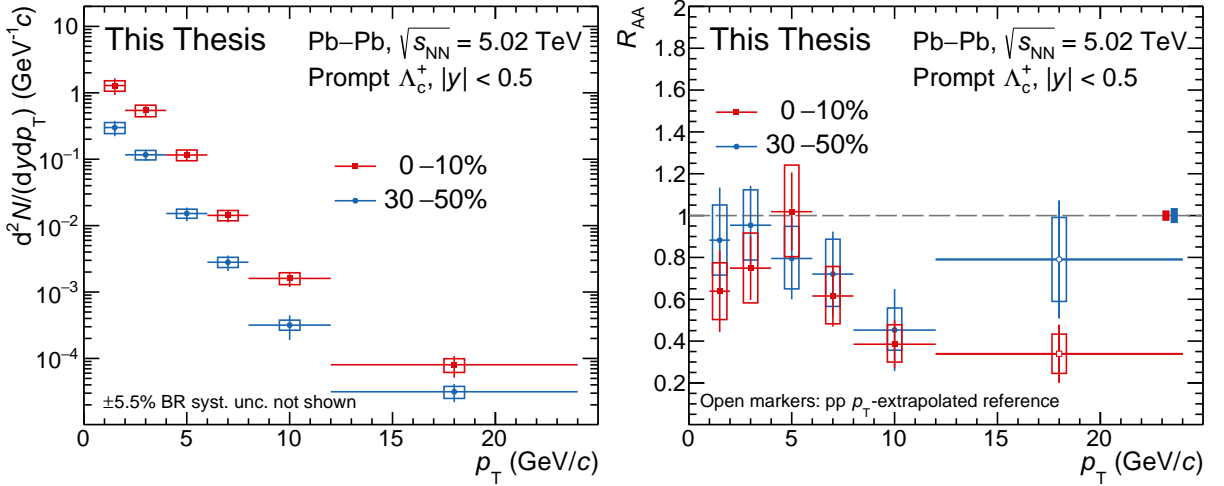 This Thesis
Pb–Pb, √sNN = 5.02 TeV
Prompt Λc+, |y| < 0.5
0–10%
30–50%
d2N/(dydpT) (GeV-1c)
10
1
10−1
10−2
10−3
10−4
±5.5% BR syst. unc. not shown
0 5 10 15 20
pT (GeV/c)
RAA
This Thesis
Pb–Pb, √sNN = 5.02 TeV
Prompt Λc+, |y| < 0.5
0–10%
30–50%
2
1.8
1.6
1.4
1.2
1
0.8
0.6
0.4
0.2
Open markers: pp pT-extrapolated reference
0 5 10 15 20
pT (GeV/c)